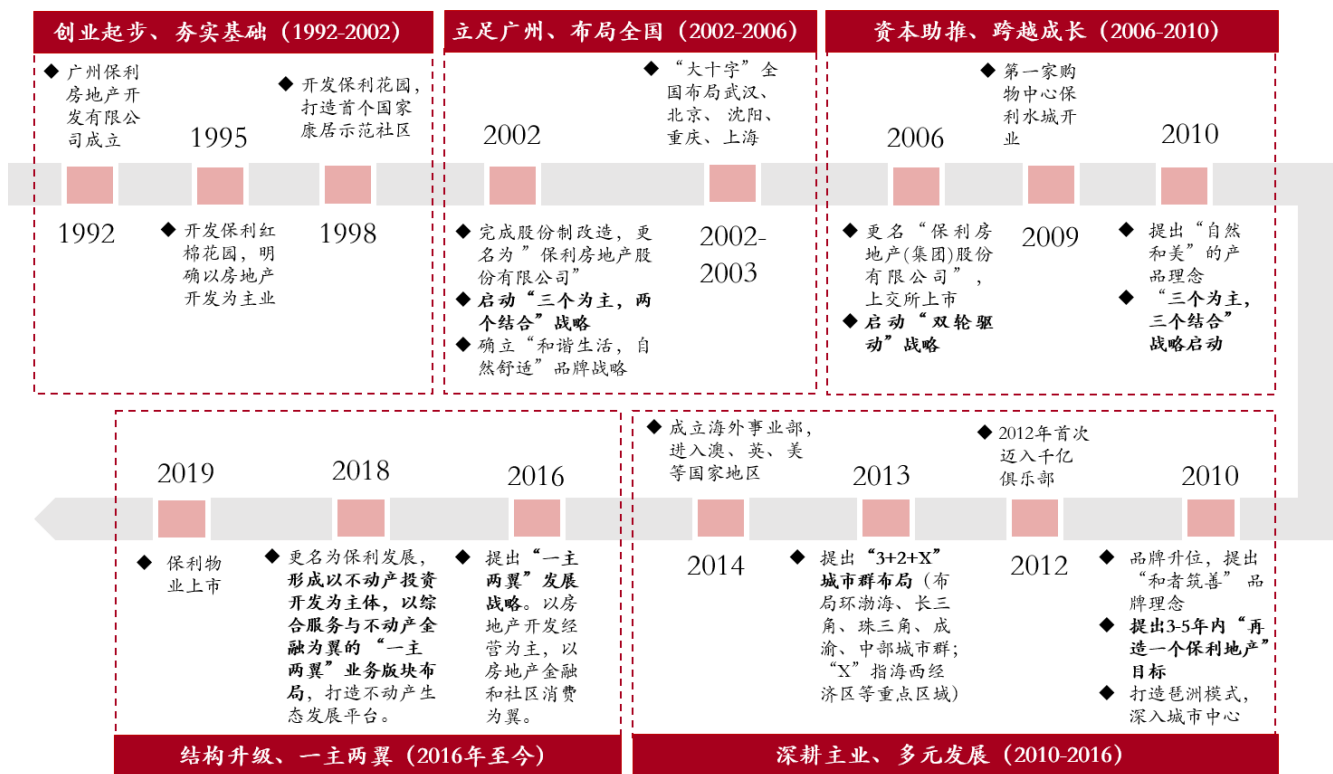 创业起步、夯实基础（1992-2002）
◆ 广州保利
房地产开
发有限公
司成立
1992
1995
◆ 开发保利红
棉花园，明
确以房地产
开发为主业
◆ 开发保利花园，
打造首个国家
康居示范社区
1998
立足广州、布局全国（2002-2006）
2002
◆ 完成股份制改造，更
名为”保利房地产股
份有限公司”
◆ 启动“三个为主，两
个结合”战略
◆ 确立“和谐生活，自
然舒适”品牌战略
◆ “大十字”全
国布局武汉、
北京、沈阳、
重庆、上海
2002-
2003
资本助推、跨越成长（2006-2010）
2006
◆ 更名“保利房
地产(集团)股份
有限公司”，
上交所上市
◆ 启动“双轮驱
动”战略
◆ 第一家购
物中心保
利水城开
业
2009
2010
◆ 提出“自然
和美”的产
品理念
◆ “三个为主，
三个结合”
战略启动
2010
◆ 品牌升位，提出
“和者筑善”品
牌理念
◆ 提出3-5年内“再
造一个保利地产”
目标
◆ 打造琶洲模式，
深入城市中心
◆ 2012年首次
迈入千亿
俱乐部
2012
2013
◆ 提出“3+2+X”
城市群布局（布
局环渤海、长三
角、珠三角、成
渝、中部城市群；
“X”指海西经
济区等重点区域）
◆ 成立海外事业部，
进入澳、英、美
等国家地区
2014
深耕主业、多元发展（2010-2016）
2016
◆ 提出“一主
两翼”发展
战略。以房
地产开发经
营为主，以
房地产金融
和社区消费
为翼。
2018
◆ 更名为保利发展，
形成以不动产投资
开发为主体，以综
合服务与不动产金
融为翼的“一主
两翼”业务版块布
局，打造不动产生
态发展平台。
2019
◆ 保利物
业上市
结构升级、一主两翼（2016年至今）